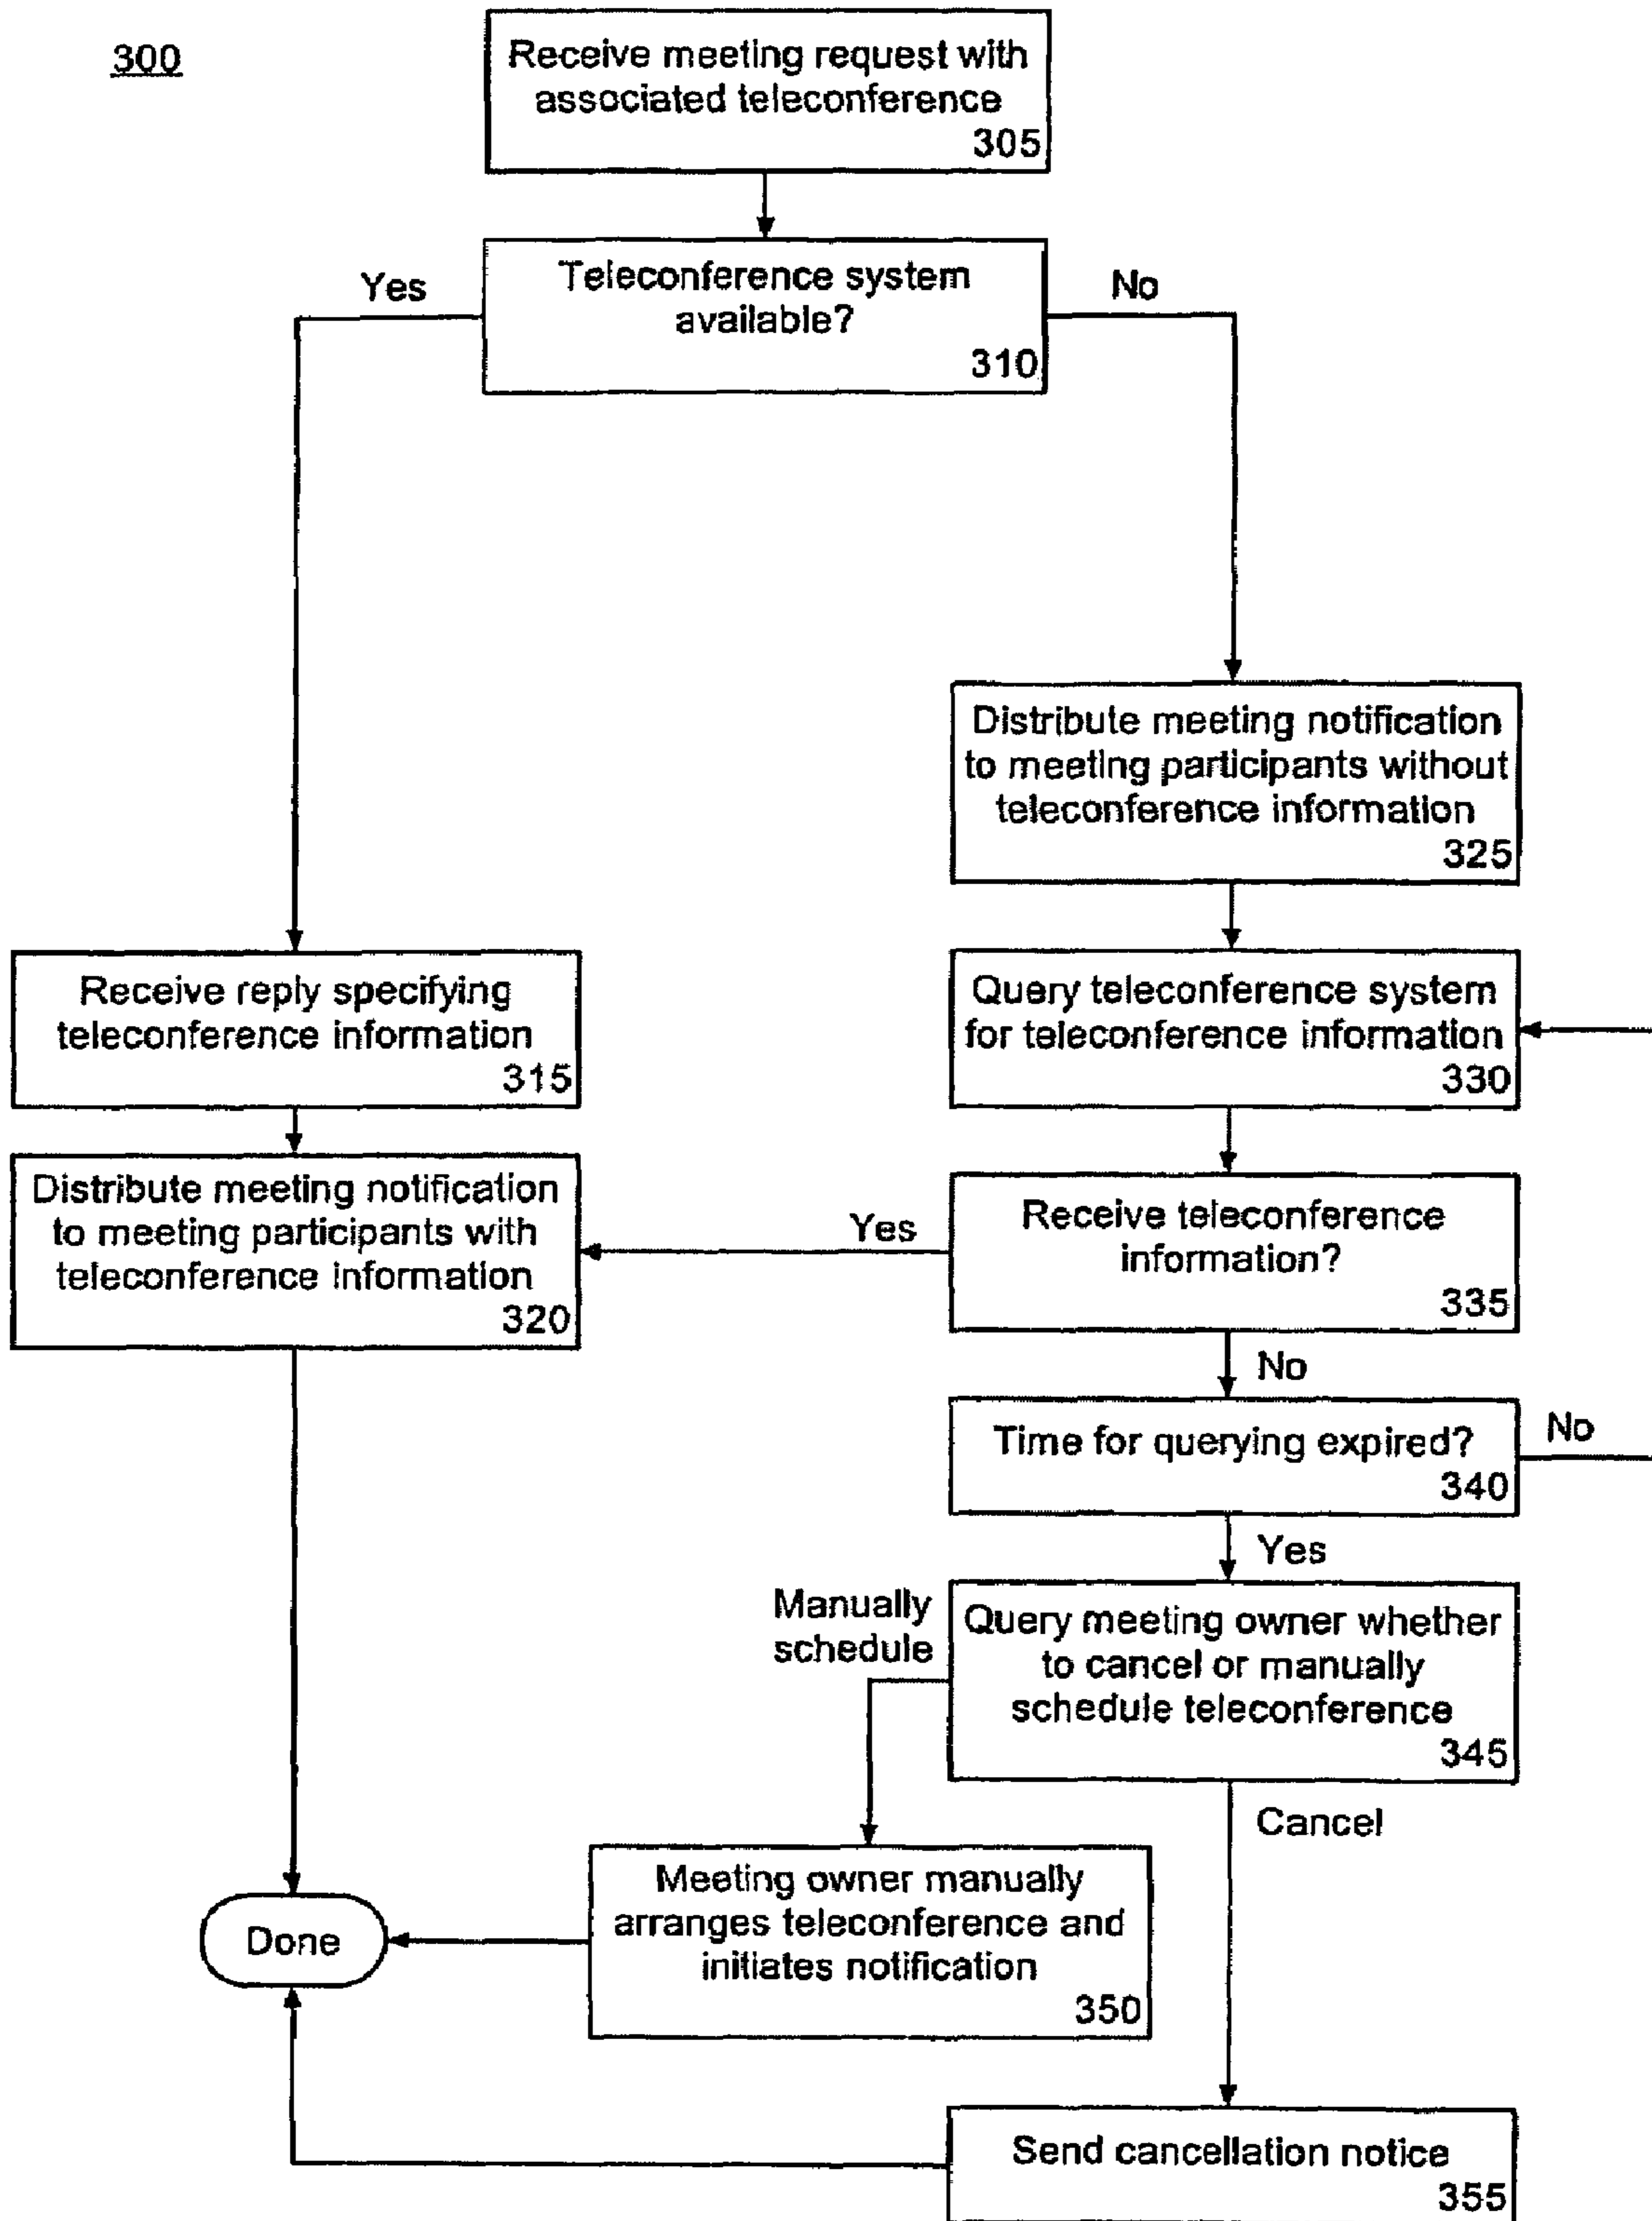 300
Receive meeting request with
associated teleconference
305
Yes
Teleconference system
available?
310
No
Distribute meeting notification
to meeting participants without
teleconference information
325
Receive reply specifying
teleconference information
315
Query teleconference system
for teleconference information
330
Distribute meeting notification
to meeting participants with
teleconference information
320
Yes
Receive teleconference
information?
335
No
Time for querying expired?
340
No
Yes
Manually
schedule
Query meeting owner whether
to cancel or manually
schedule teleconference
345
Cancel
Meeting owner manually
arranges teleconference and
initiates notification
350
Done
Send cancellation notice
355